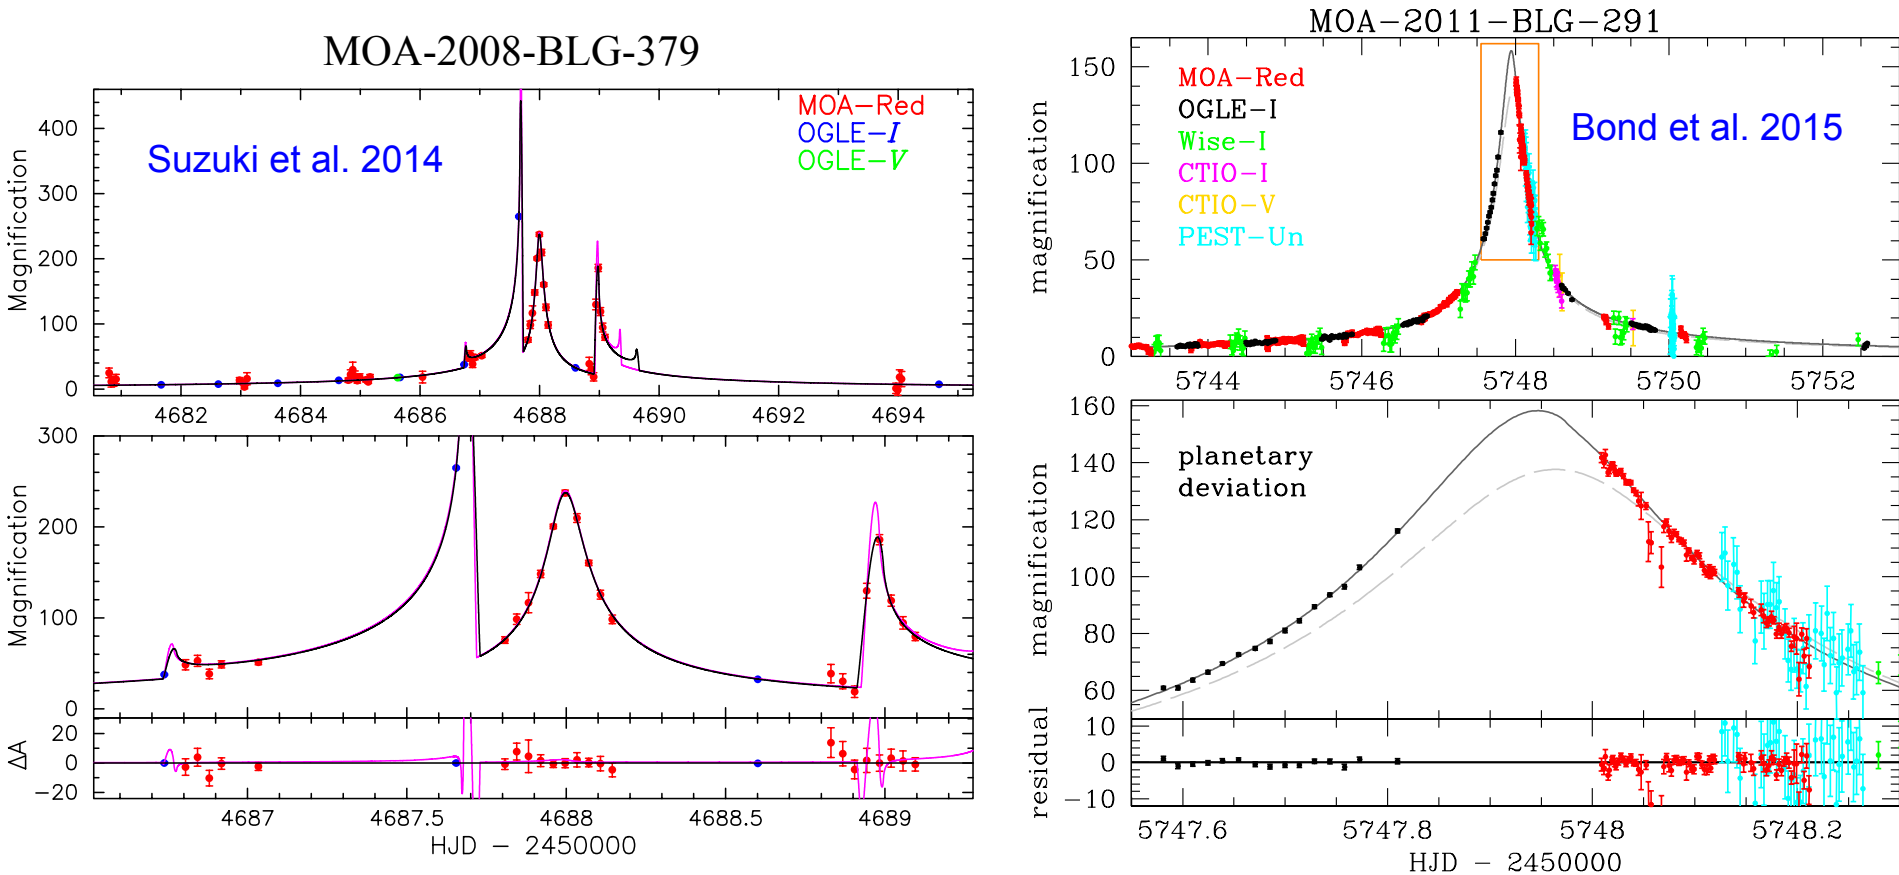 MOA-2008-BLG-379
Suzuki et al. 2014
MOA-Red
OGLE-I
OGLE-V
Magnification
400
300
200
100
0
4682 4684 4686 4688 4690 4692 4694
Magnification
300
200
100
0
ΔA
20
0
−20
4687 4687.5 4688 4688.5 4689
HJD − 2450000
MOA−2011−BLG−291
MOA−Red
OGLE−I
Wise−I
CTIO−I
CTIO−V
PEST−Un
Bond et al. 2015
magnification
150
100
50
0
5744 5746 5748 5750 5752
planetary
deviation
magnification
160
140
120
100
80
60
residual
10
0
−10
5747.6 5747.8 5748 5748.2
HJD − 2450000